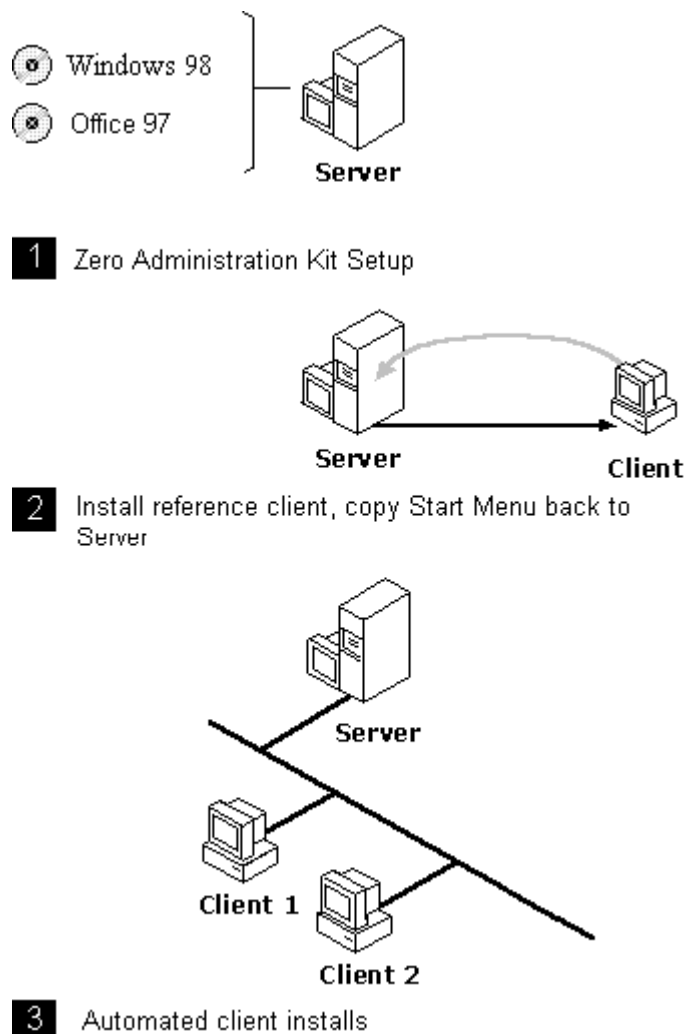 Windows 98
Office 97
Server
1 Zero Administration Kit Setup
Server
Client
2 Install reference client, copy Start Menu back to
Server
Server
Client 1
Client 2
3 Automated client installs